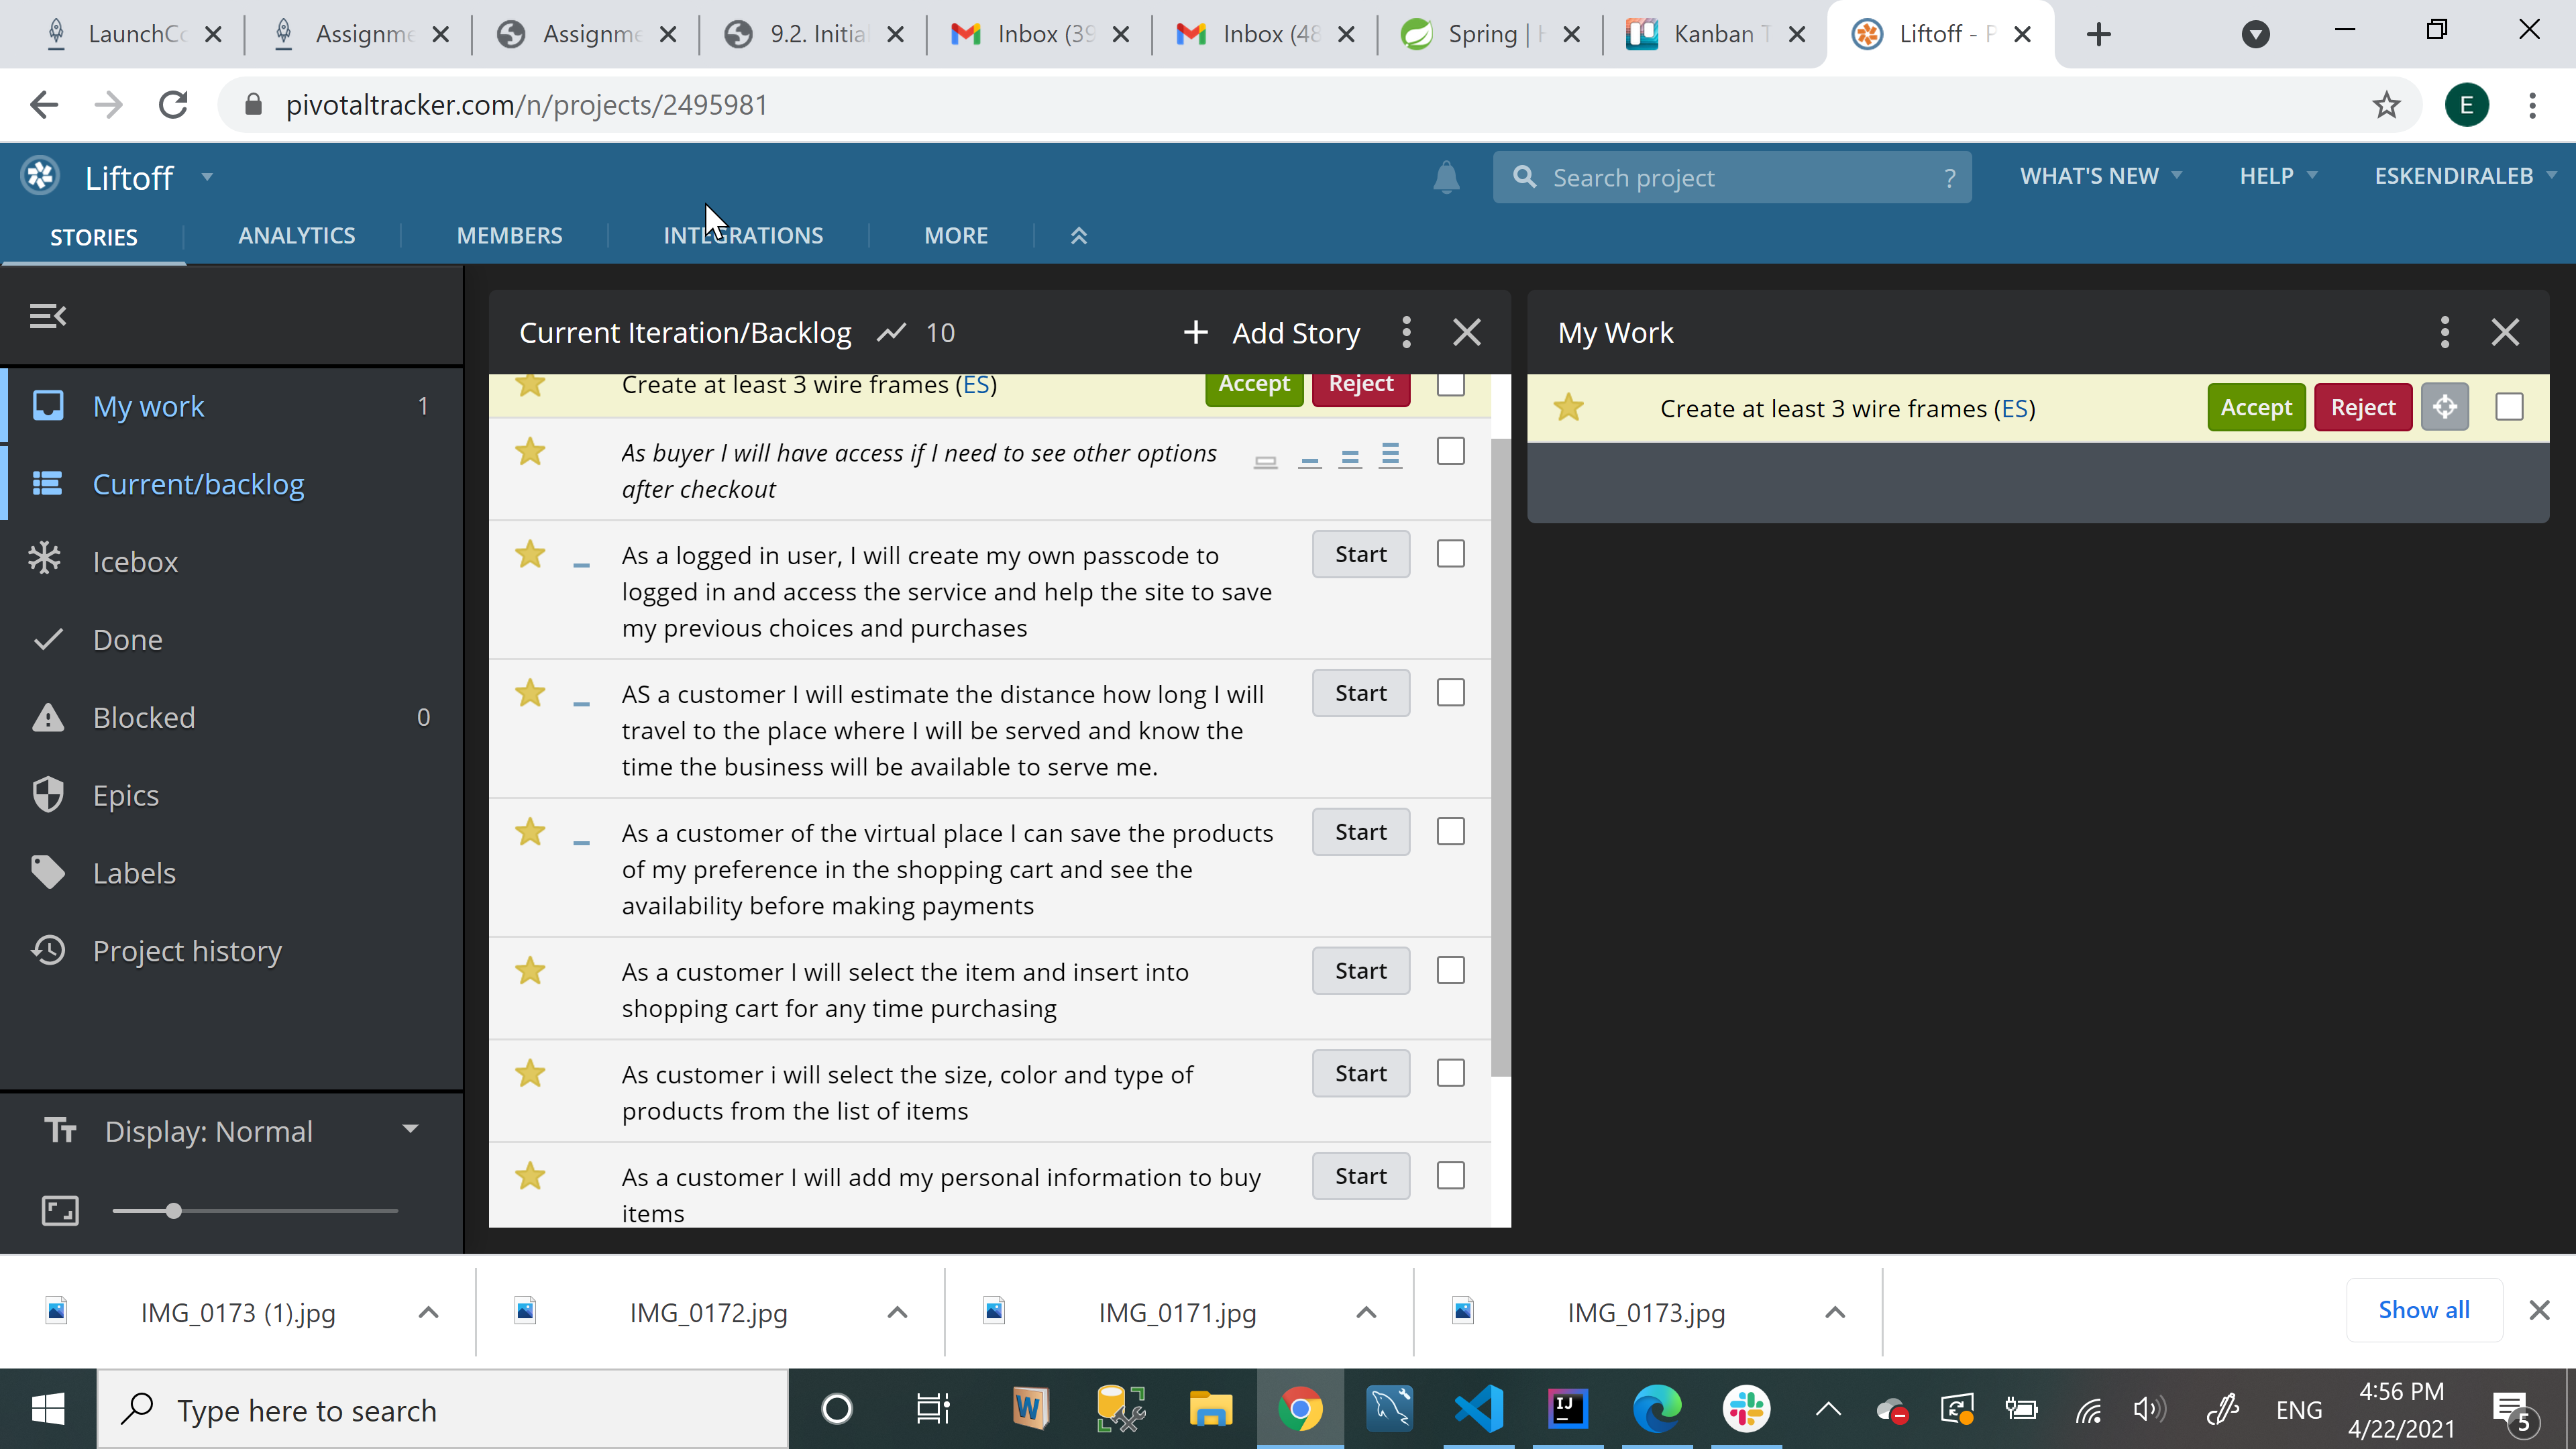 LaunchCo
Assignme
Assignme
9.2. Initia
Inbox (39
Inbox (48
Spring |
Kanban T
Liftoff - P
pivotaltracker.com/n/projects/2495981
E
Liftoff
Search project
?
WHAT'S NEW
HELP
ESKENDIRALEB
STORIES
ANALYTICS
MEMBERS
INTEGRATIONS
MORE
Current Iteration/Backlog
10
Add Story
My Work
My work
1
Current/backlog
Icebox
Done
Blocked
0
Epics
Labels
Project history
Display: Normal
Create at least 3 wire frames (ES)
Accept
Reject
As buyer I will have access if I need to see other options
after checkout
As a logged in user, I will create my own passcode to
logged in and access the service and help the site to save
my previous choices and purchases
Start
AS a customer I will estimate the distance how long I will
travel to the place where I will be served and know the
time the business will be available to serve me.
Start
As a customer of the virtual place I can save the products
of my preference in the shopping cart and see the
availability before making payments
Start
As a customer I will select the item and insert into
shopping cart for any time purchasing
Start
As customer i will select the size, color and type of
products from the list of items
Start
As a customer I will add my personal information to buy
items
Start
Create at least 3 wire frames (ES)
Accept
Reject
IMG_0173 (1).jpg
IMG_0172.jpg
IMG_0171.jpg
IMG_0173.jpg
Show all
Type here to search
W
IJ
ENG
4:56 PM
4/22/2021
5